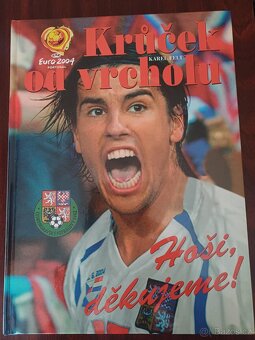 Krůček
od vrcholu
KAREL FELT
EURO 2004
PORTUGAL
Hoši,
děkujeme!